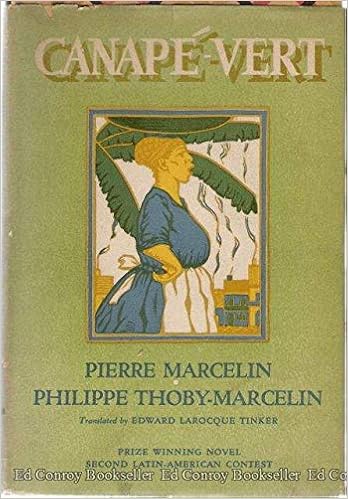 CANAPÉ-VERT
PIERRE MARCELIN
PHILIPPE THOBY-MARCELIN
Translated by EDWARD LAROCQUE TINKER
PRIZE WINNING NOVEL
SECOND LATIN-AMERICAN CONTEST
Ed Conroy Bookseller Ed Conroy Bookseller Ed Conroy Bookseller